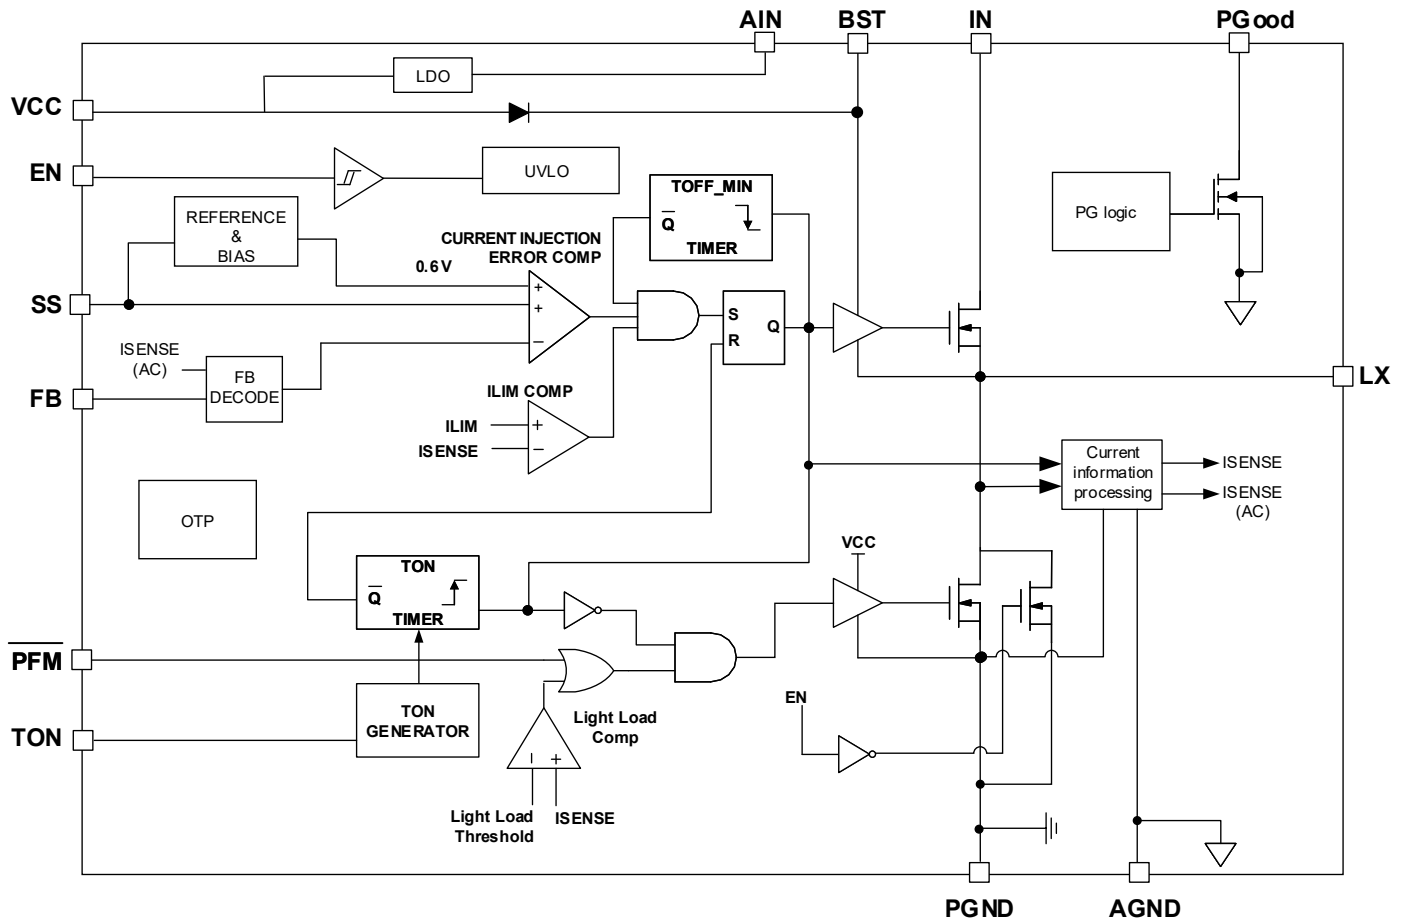 AIN
BST
IN
PGood
LDO
VCC
EN
UVLO
TOFF_MIN
Q
TIMER
PG logic
REFERENCE
&
BIAS
CURRENT INJECTION
ERROR COMP
0.6V
+
+
−
SS
S
R
Q
ISENSE
(AC)
FB
DECODE
FB
LX
ILIM COMP
ILIM
+
ISENSE
−
Current
information
processing
ISENSE
ISENSE
(AC)
OTP
VCC
TON
Q
TIMER
PFM
TON
GENERATOR
TON
Light Load
Comp
EN
−
+
Light Load
Threshold
ISENSE
PGND
AGND